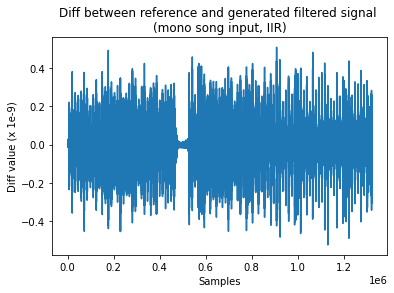 Diff between reference and generated filtered signal
(mono song input, IIR)
Diff value (x 1e-9)
0.4
0.2
0.0
−0.2
−0.4
0.0 0.2 0.4 0.6 0.8 1.0 1.2
1e6
Samples